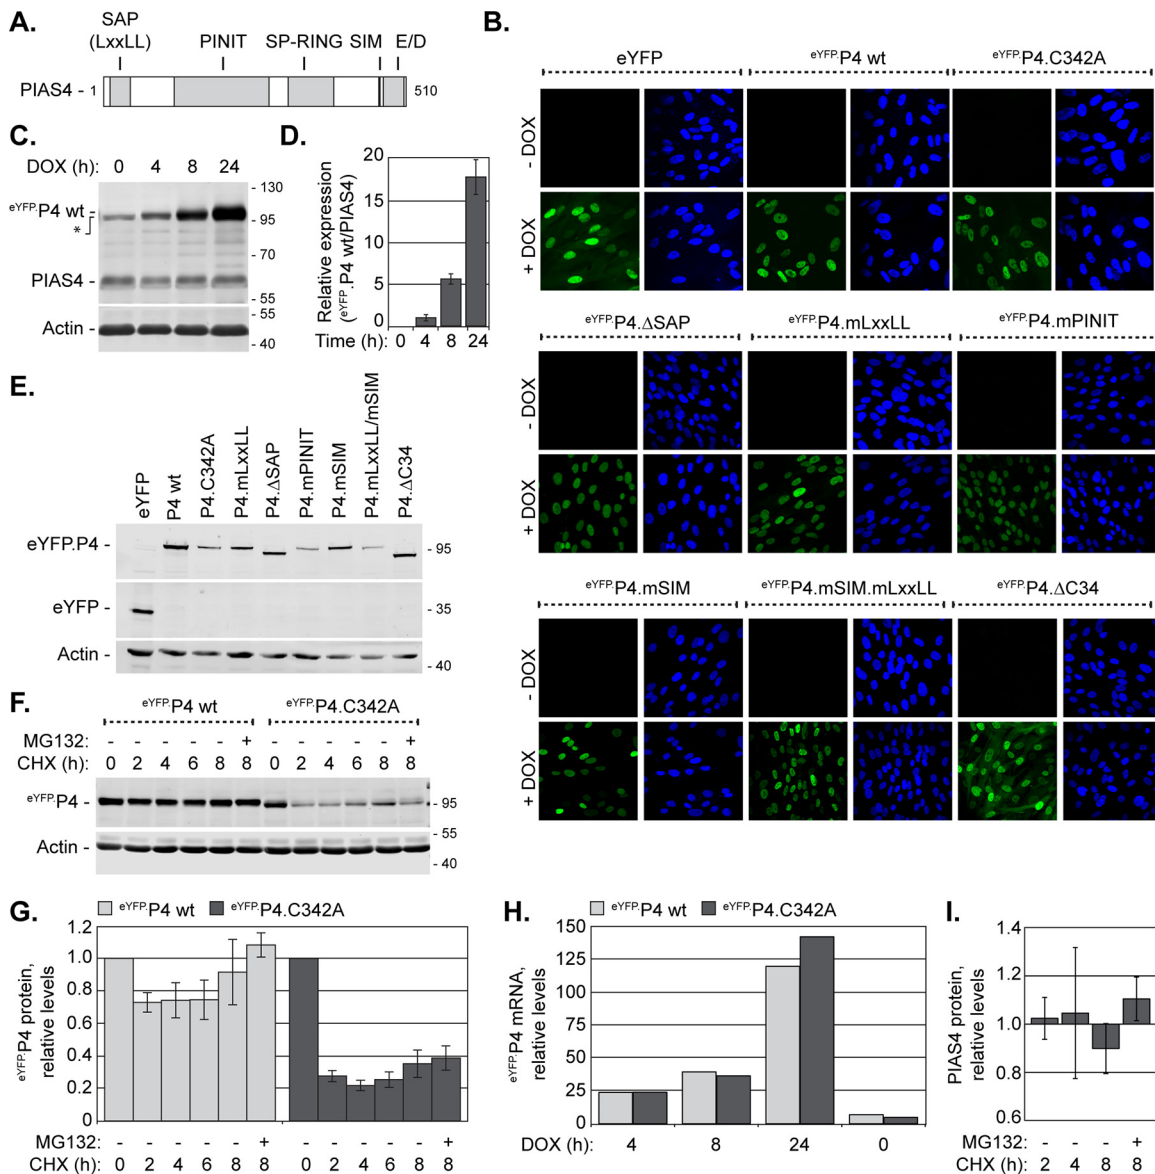 A.
SAP
(LxxLL)
PINIT
SP-RING
SIM
E/D
PIAS4 - 1
510
B.
eYFP
eYFP.P4 wt
eYFP.P4.C342A
- DOX
+ DOX
eYFP.P4.ΔSAP
eYFP.P4.mLxxLL
eYFP.P4.mPINIT
- DOX
+ DOX
eYFP.P4.mSIM
eYFP.P4.mSIM.mLxxLL
eYFP.P4.ΔC34
- DOX
+ DOX
C.
DOX (h): 0 4 8 24
eYFP.P4 wt
*
PIAS4 -
Actin -
- 130
- 95
- 70
- 55
- 55
- 40
D.
Relative expression
(eYFP.P4 wt/PIAS4)
20
15
10
5
0
Time (h): 0 4 8 24
E.
eYFP
P4 wt
P4.C342A
P4.mLxxLL
P4.ΔSAP
P4.mPINIT
P4.mSIM
P4.mLxxLL/mSIM
P4.ΔC34
eYFP.P4 -
- 95
eYFP -
- 35
Actin -
- 40
F.
eYFP.P4 wt
eYFP.P4.C342A
MG132: - - - - - + - - - - - +
CHX (h): 0 2 4 6 8 8 0 2 4 6 8 8
eYFP.P4 -
- 95
- 55
Actin -
- 40
G.
eYFP.P4 wt
eYFP.P4.C342A
eYFP.P4 protein,
relative levels
1.2
1.0
0.8
0.6
0.4
0.2
0
MG132: - - - - - + - - - - - +
CHX (h): 0 2 4 6 8 8 0 2 4 6 8 8
H.
eYFP.P4 wt
eYFP.P4.C342A
eYFP.P4 mRNA,
relative levels
150
125
100
75
50
25
0
DOX (h): 4 8 24 0
I.
PIAS4 protein,
relative levels
1.4
1.2
1.0
0.8
0.6
MG132: - - - +
CHX (h): 2 4 8 8